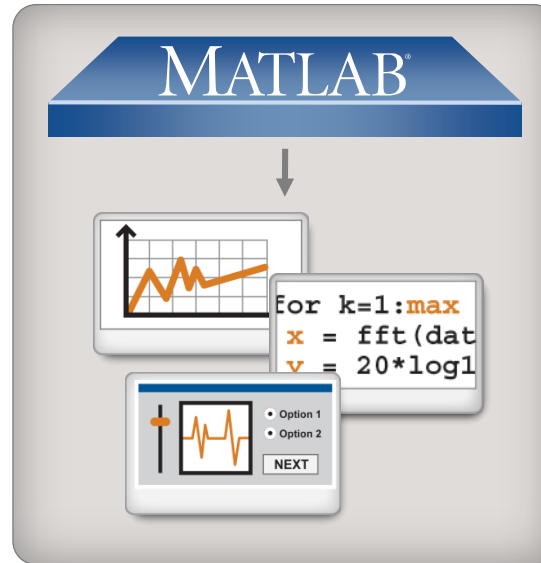 MATLAB®
for k=1:max
x = fft(dat
y = 20*log1
Option 1
Option 2
NEXT